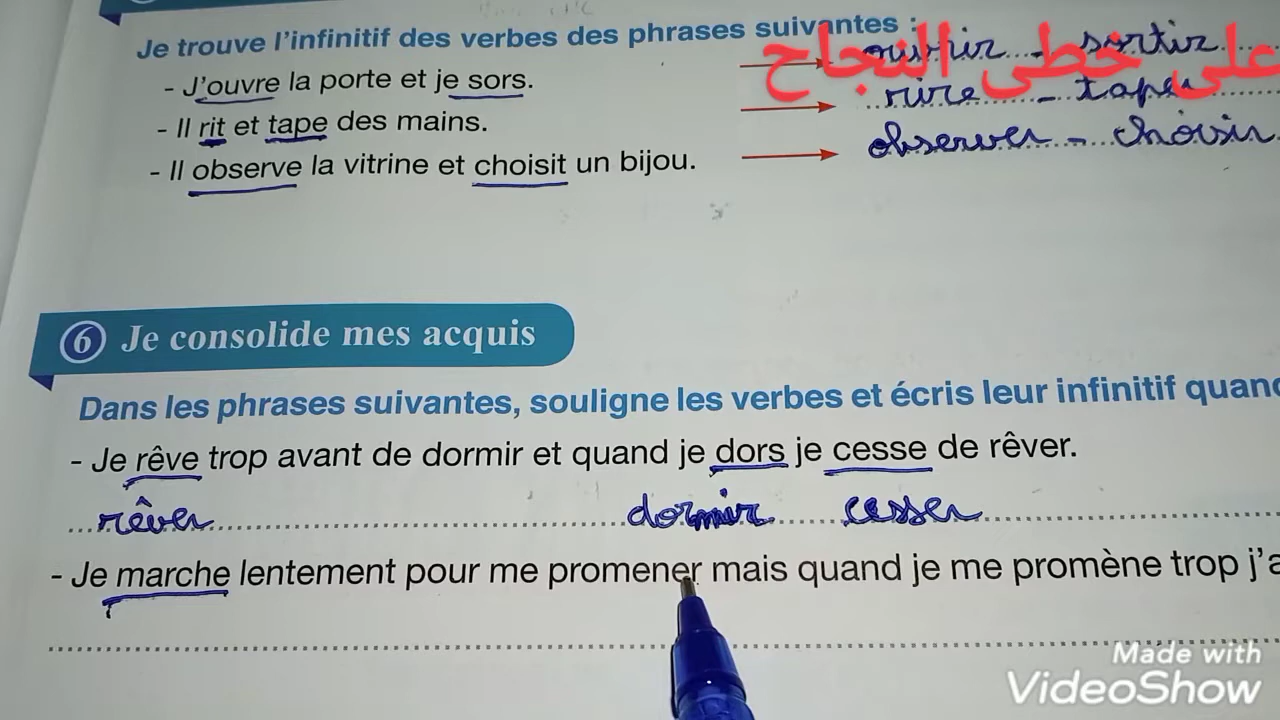 Je trouve l'infinitif des verbes des phrases suivantes :
- J'ouvre la porte et je sors.
ouvrir - sortir
على خطى النجاح
- Il rit et tape des mains.
rire - taper
- Il observe la vitrine et choisit un bijou.
observer - choisir
6 Je consolide mes acquis
Dans les phrases suivantes, souligne les verbes et écris leur infinitif quand
- Je rêve trop avant de dormir et quand je dors je cesse de rêver.
rêver dormir cesser
- Je marche lentement pour me promener mais quand je me promène trop j'a
Made with
VideoShow